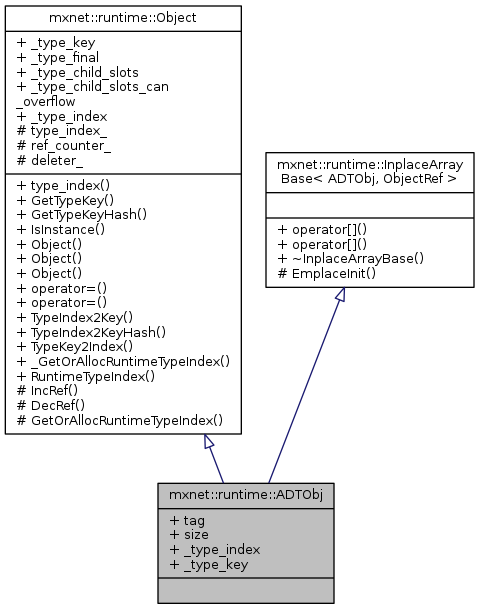 mxnet::runtime::Object
+ _type_key
+ _type_final
+ _type_child_slots
+ _type_child_slots_can
_overflow
+ _type_index
# type_index_
# ref_counter_
# deleter_
+ type_index()
+ GetTypeKey()
+ GetTypeKeyHash()
+ IsInstance()
+ Object()
+ Object()
+ Object()
+ operator=()
+ operator=()
+ TypeIndex2Key()
+ TypeIndex2KeyHash()
+ TypeKey2Index()
+ _GetOrAllocRuntimeTypeIndex()
+ RuntimeTypeIndex()
# IncRef()
# DecRef()
# GetOrAllocRuntimeTypeIndex()
mxnet::runtime::InplaceArray
Base< ADTObj, ObjectRef >
+ operator[]()
+ operator[]()
+ ~InplaceArrayBase()
# EmplaceInit()
mxnet::runtime::ADTObj
+ tag
+ size
+ _type_index
+ _type_key